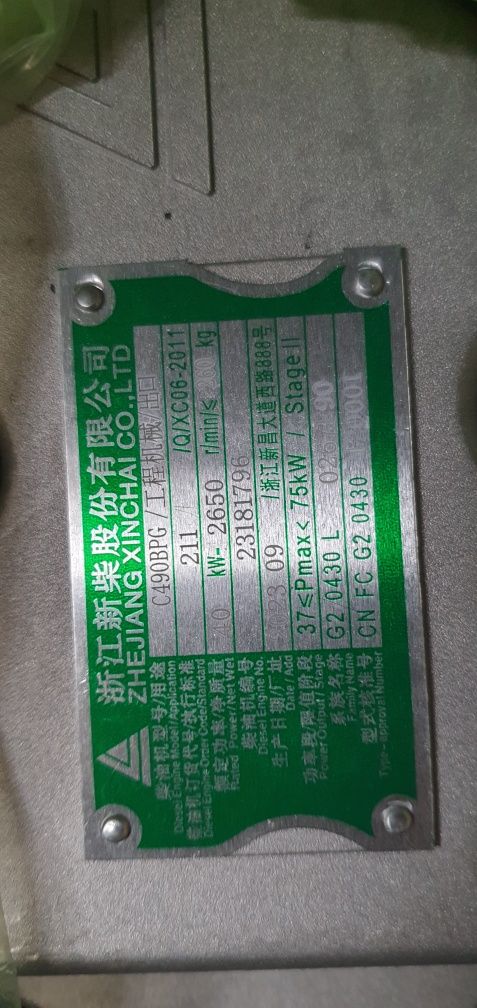 浙江新柴股份有限公司
ZHEJIANG XINCHAI CO.,LTD
柴油机型号/用途 C490BPG /工程机械/出口
Diesel Engine Model/Application
柴油机订货代号/执行标准 211 /Q/XC06-2011
Diesel Engine Order Code/Standard
额定功率/净质量 kW- 2650 r/min/≤ kg
Rated Power/Net Wet
柴油机编号 23181796
Diesel Engine No.
生产日期/厂址 23 09 /浙江新昌大道西路888号
Date / Add
功率段限值阶段 37≤Pmax< 75kW / Stage II
Power Output / Stage
系族名称 G2 0430 L
Family Name
型式核准号 CN FC G2 0430
Type-approval Number